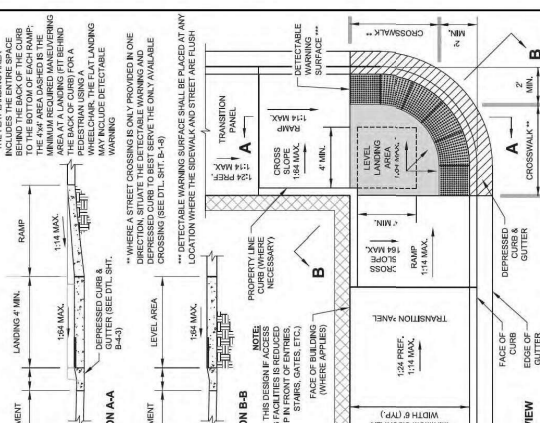 INCLUDES THE ENTIRE SPACE
BEHIND THE BACK OF THE CURB
TO THE BOTTOM OF EACH RAMP;
THE 4'x4' AREA DASHED IS THE
MINIMUM REQUIRED MANEUVERING
AREA AT A LANDING (FIT BEHIND
THE BACK OF CURB) FOR A
PEDESTRIAN USING A
WHEELCHAIR. THE FLAT LANDING
MAY INCLUDE DETECTABLE
WARNING
** WHERE A STREET CROSSING IS ONLY PROVIDED IN ONE
DIRECTION, SITUATE THE DETECTABLE WARNING AND
DEPRESSED CURB TO BEST SERVE THE ONLY AVAILABLE
CROSSING (SEE DTL. SHT. B-1-8)
*** DETECTABLE WARNING SURFACE SHALL BE PLACED AT ANY
LOCATION WHERE THE SIDEWALK AND STREET ARE FLUSH
RAMP
1:14 MAX.
LANDING 4' MIN.
1:64 MAX.
DEPRESSED CURB &
GUTTER (SEE DTL. SHT.
B-4-3)
ON A-A
LEVEL AREA
1:64 MAX.
ON B-B
NOTE:
THIS DESIGN IF ACCESS
FACILITIES IS REDUCED
P IN FRONT OF ENTRIES,
STAIRS, GATES, ETC.)
PROPERTY LINE
CURB (WHERE
NECESSARY)
FACE OF BUILDING
(WHERE APPLIES)
B
TRANSITION
PANEL
1:24 PREF.
1:14 MAX.
A
1:14 MAX.
RAMP
CROSS
SLOPE
1:64 MAX.
4' MIN.
DETECTABLE
WARNING
SURFACE ***
CROSSWALK **
2'
MIN.
B
LEVEL
LANDING
AREA
1:64 MAX.
MIN.
CROSS
SLOPE
1:64 MAX.
RAMP
1:14 MAX.
A
2'
MIN.
CROSSWALK **
TRANSITION PANEL
1:24 PREF.
1:14 MAX.
WIDTH 6' (TYP.)
DEPRESSED
CURB &
GUTTER
FACE OF
CURB
EDGE OF
GUTTER
VIEW